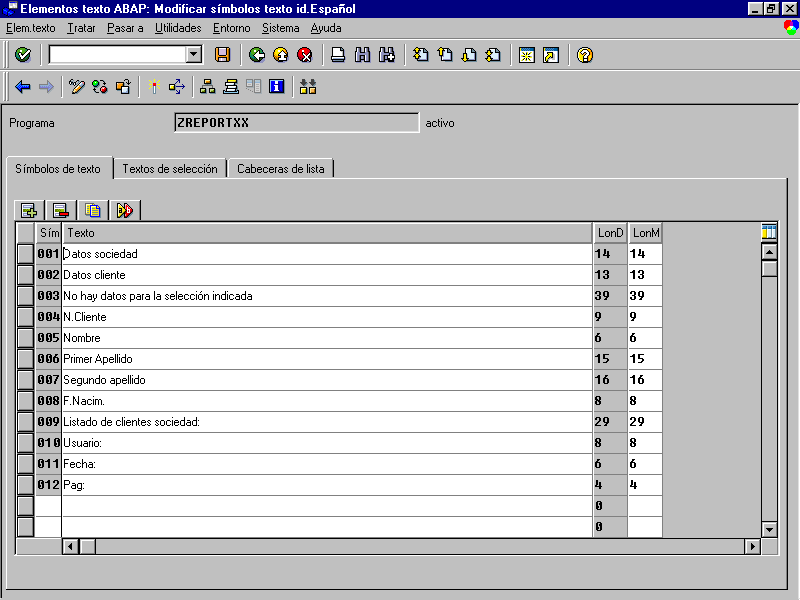 Elementos texto ABAP: Modificar símbolos texto id.Español
Elem.texto Tratar Pasar a Utilidades Entorno Sistema Ayuda
Programa ZREPORTXX activo
Símbolos de texto Textos de selección Cabeceras de lista
Sím Texto LonD LonM
001 Datos sociedad 14 14
002 Datos cliente 13 13
003 No hay datos para la selección indicada 39 39
004 N.Cliente 9 9
005 Nombre 6 6
006 Primer Apellido 15 15
007 Segundo apellido 16 16
008 F.Nacim. 8 8
009 Listado de clientes sociedad: 29 29
010 Usuario: 8 8
011 Fecha: 6 6
012 Pag: 4 4
0
0